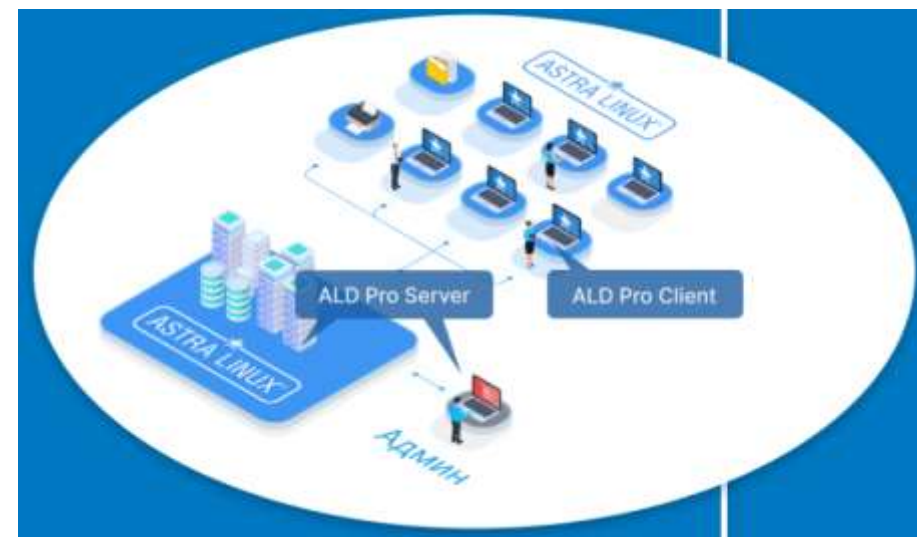 ASTRA LINUX
ALD Pro Server
ALD Pro Client
ASTRA LINUX
Админ